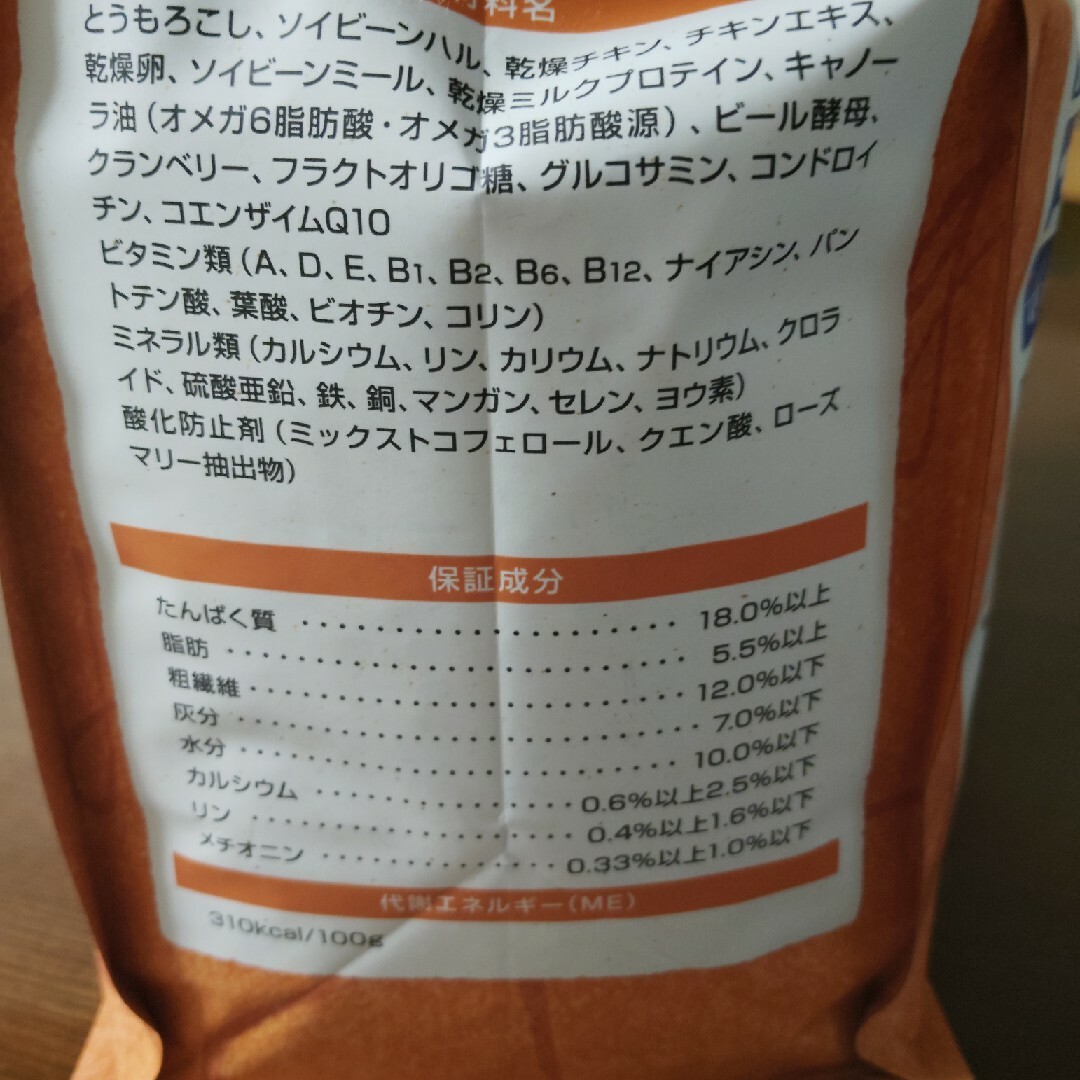 材料名
とうもろこし、ソイビーンハル、乾燥チキン、チキンエキス、
乾燥卵、ソイビーンミール、乾燥ミルクプロテイン、キャノー
ラ油（オメガ6脂肪酸・オメガ3脂肪酸源）、ビール酵母、
クランベリー、フラクトオリゴ糖、グルコサミン、コンドロイ
チン、コエンザイムQ10
ビタミン類（A、D、E、B1、B2、B6、B12、ナイアシン、パン
トテン酸、葉酸、ビオチン、コリン）
ミネラル類（カルシウム、リン、カリウム、ナトリウム、クロラ
イド、硫酸亜鉛、鉄、銅、マンガン、セレン、ヨウ素）
酸化防止剤（ミックストコフェロール、クエン酸、ローズ
マリー抽出物）
保証成分
たんぱく質 ・・・・・・・・・・・・・・・・・・ 18.0%以上
脂肪 ・・・・・・・・・・・・・・・・・・・・・ 5.5%以上
粗繊維 ・・・・・・・・・・・・・・・・・・・・ 12.0%以下
灰分 ・・・・・・・・・・・・・・・・・・・・・ 7.0%以下
水分 ・・・・・・・・・・・・・・・・・・・・・ 10.0%以下
カルシウム ・・・・・・・・・・・・・・ 0.6%以上2.5%以下
リン ・・・・・・・・・・・・・・・・・ 0.4%以上1.6%以下
メチオニン ・・・・・・・・・・・・・ 0.33%以上1.0%以下
代謝エネルギー（ME）
310kcal/100g